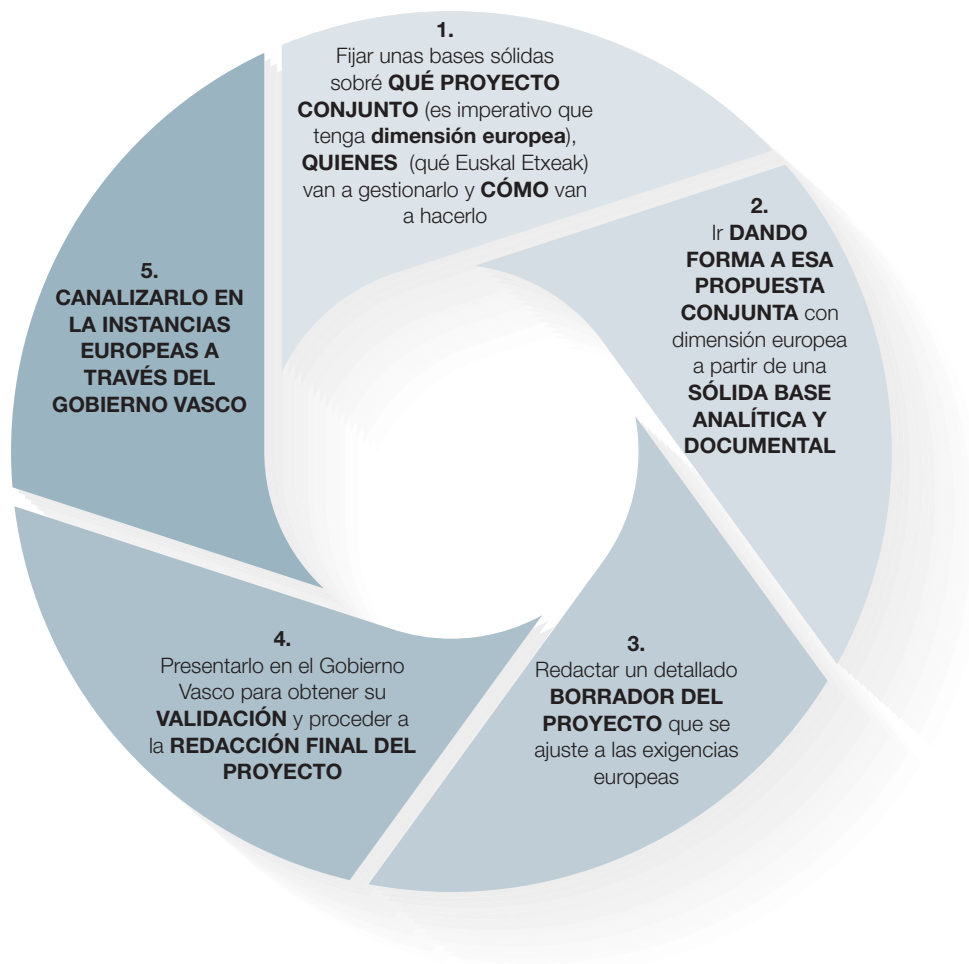 1.
Fijar unas bases sólidas
sobré QUÉ PROYECTO
CONJUNTO (es imperativo que
tenga dimensión europea),
QUIENES (qué Euskal Etxeak)
van a gestionarlo y CÓMO van
a hacerlo
2.
Ir DANDO
FORMA A ESA
PROPUESTA
CONJUNTA con
dimensión europea
a partir de una
SÓLIDA BASE
ANALÍTICA Y
DOCUMENTAL
3.
Redactar un detallado
BORRADOR DEL
PROYECTO que se
ajuste a las exigencias
europeas
4.
Presentarlo en el Gobierno
Vasco para obtener su
VALIDACIÓN y proceder a
la REDACCIÓN FINAL DEL
PROYECTO
5.
CANALIZARLO EN
LA INSTANCIAS
EUROPEAS A
TRAVÉS DEL
GOBIERNO VASCO